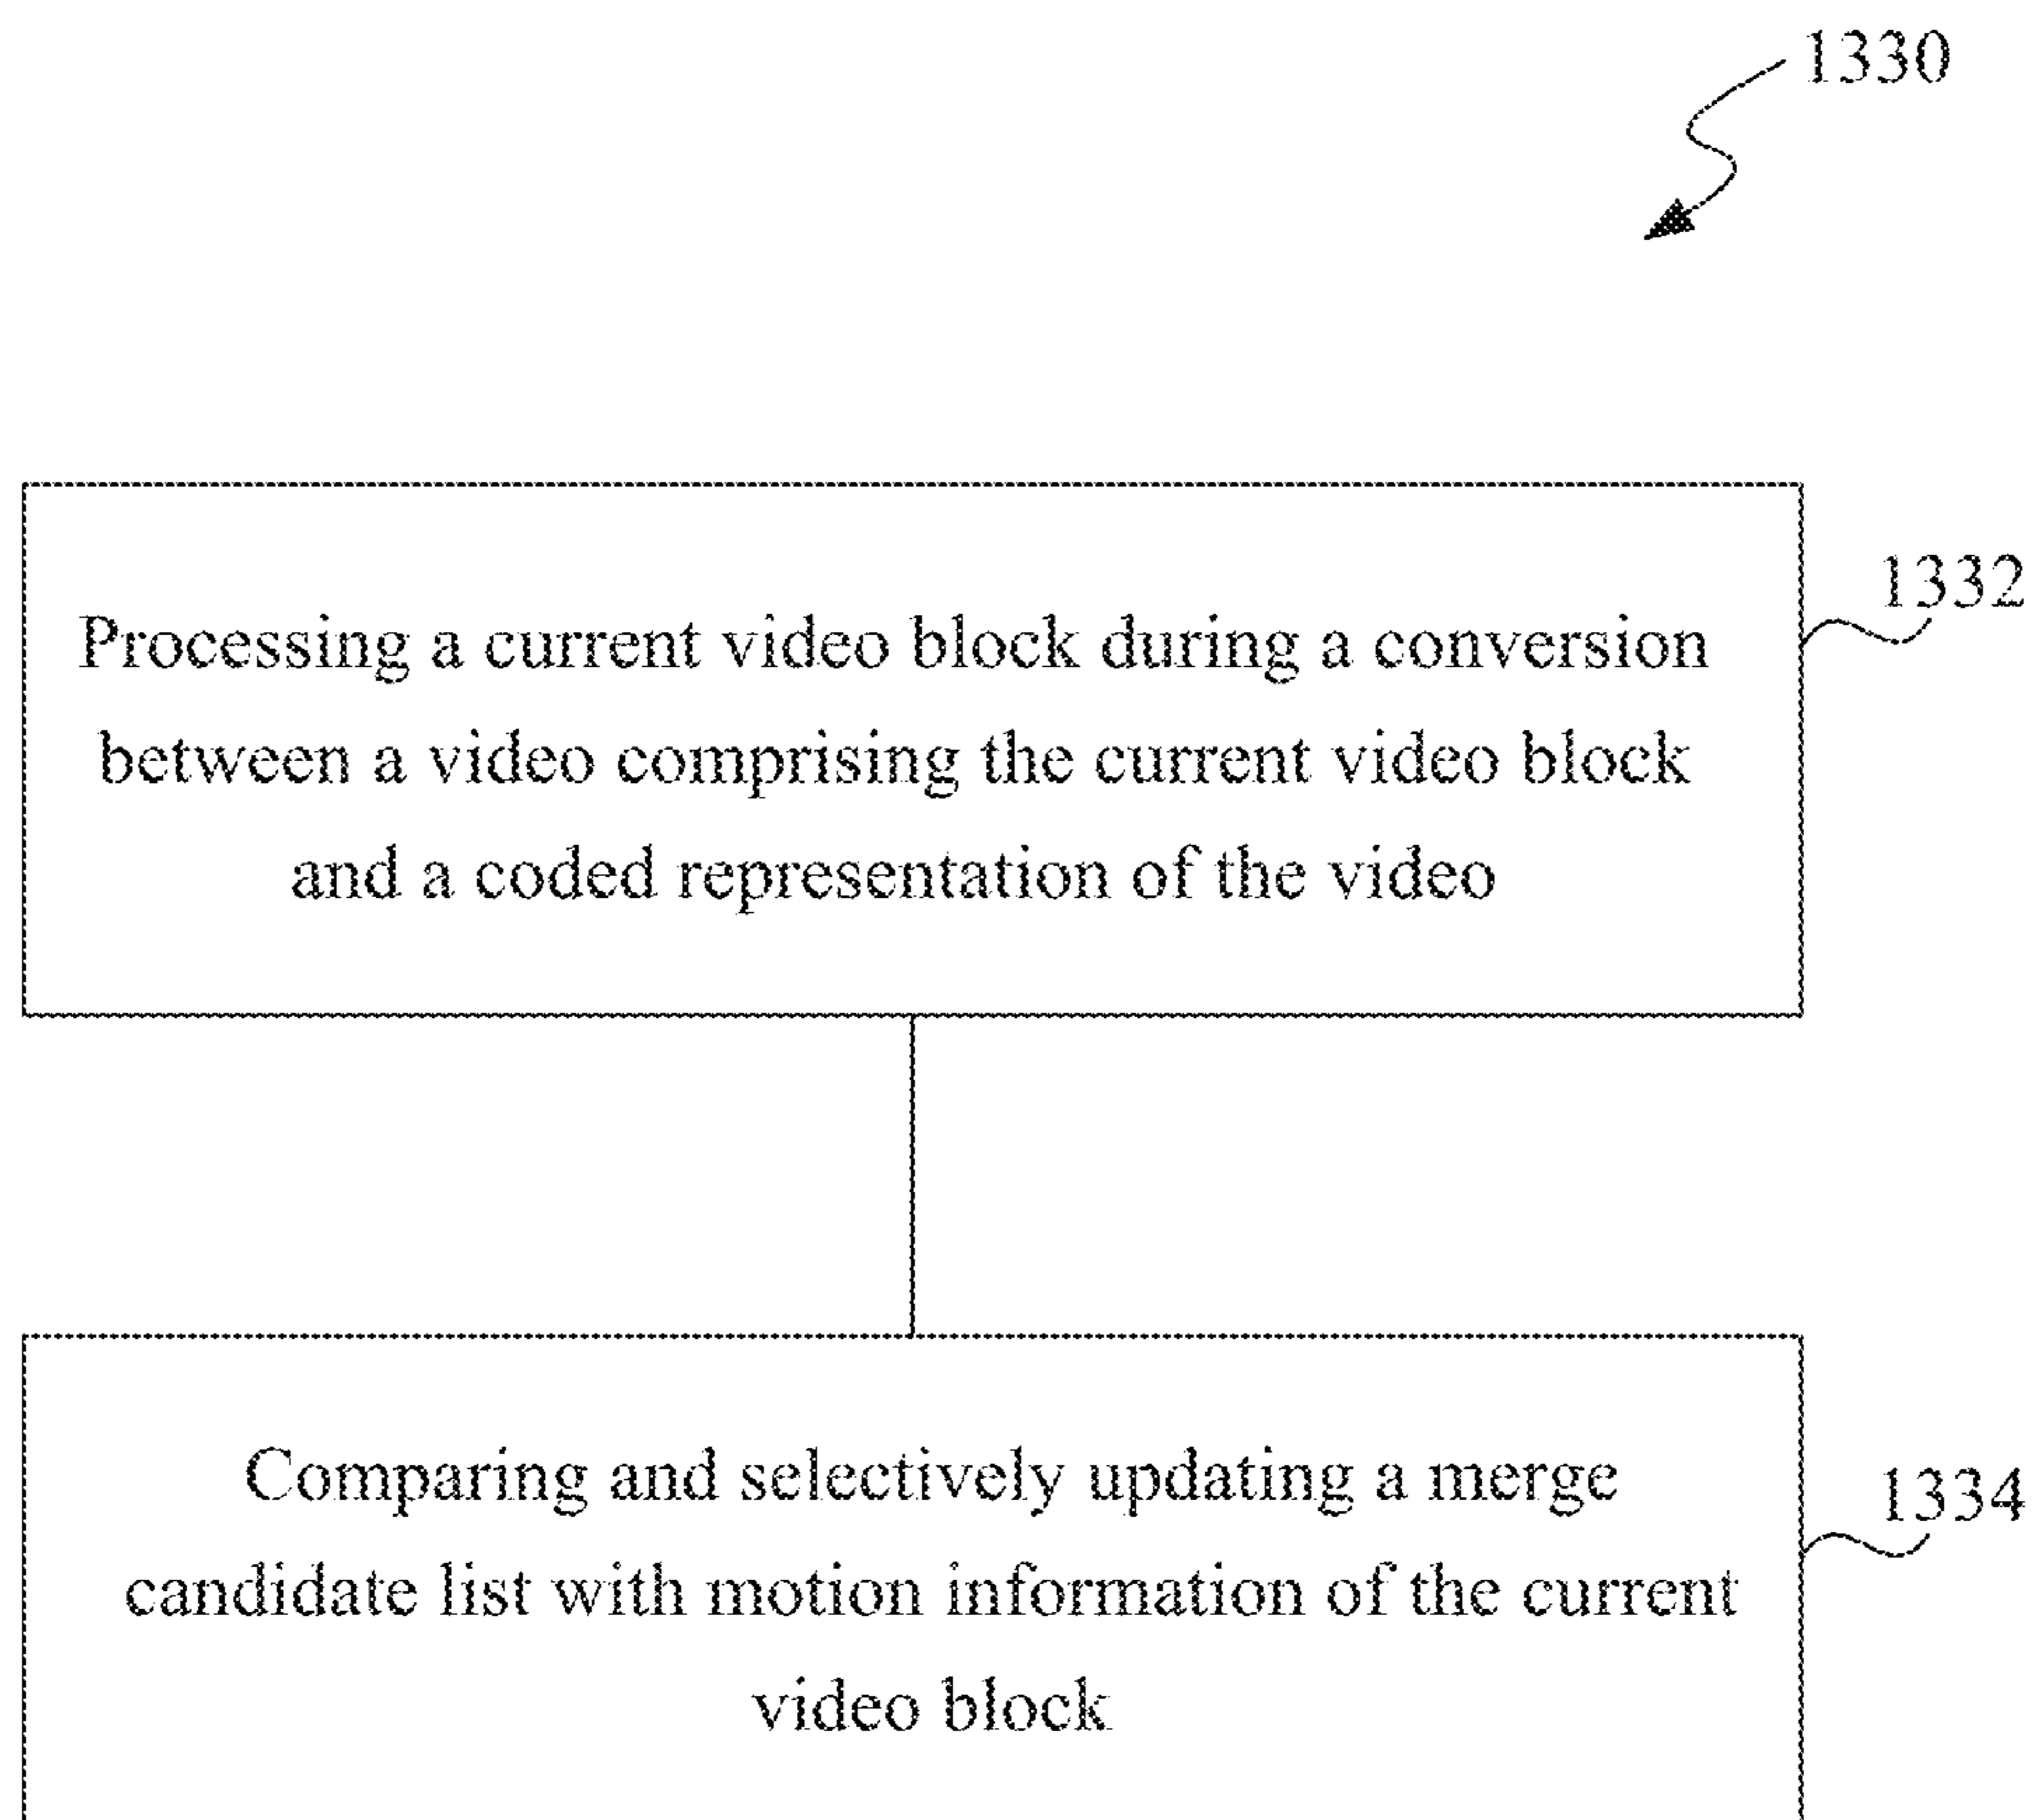 1330
1332
Processing a current video block during a conversion
between a video comprising the current video block
and a coded representation of the video
1334
Comparing and selectively updating a merge
candidate list with motion information of the current
video block